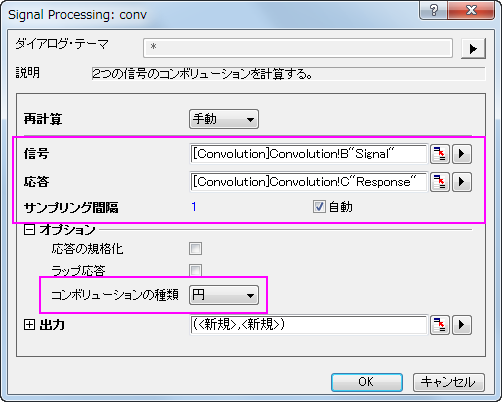 Signal Processing: conv
ダイアログ・テーマ *
説明 2つの信号のコンボリューションを計算する。
再計算 手動
信号 [Convolution]Convolution!B"Signal"
応答 [Convolution]Convolution!C"Response"
サンプリング間隔 1 自動
オプション
応答の規格化
ラップ応答
コンボリューションの種類 円
出力 (<新規>,<新規>)
OK キャンセル